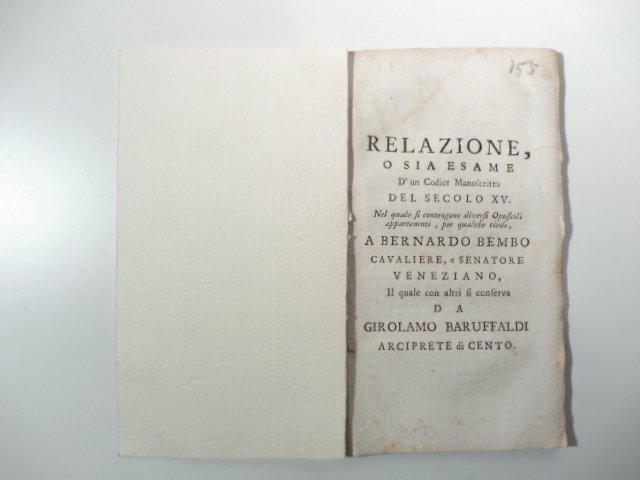 155
RELAZIONE,
O SIA ESAME
D' un Codice Manoſcritto
DEL SECOLO XV.
Nel quale ſi contengono diverſi Opuſcoli
appartenenti, per qualche titolo,
A BERNARDO BEMBO
CAVALIERE, e SENATORE
VENEZIANO,
Il quale con altri ſi conſerva
DA
GIROLAMO BARUFFALDI
ARCIPRETE di CENTO.